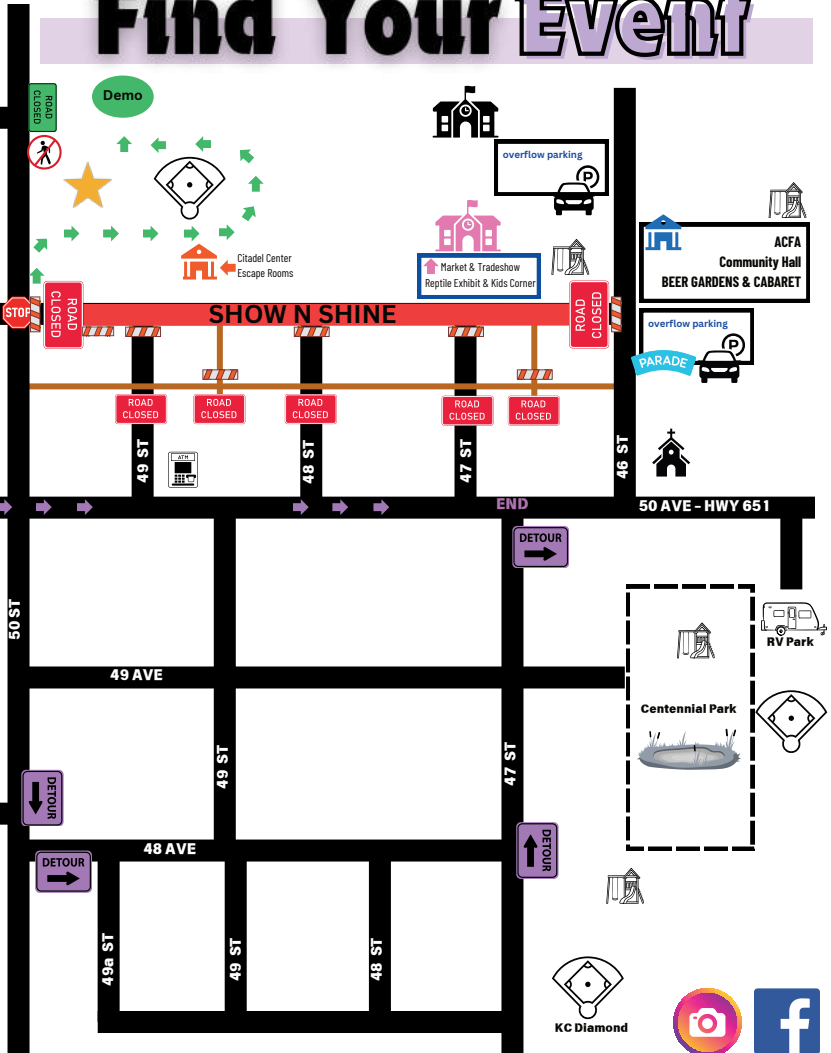 Find Your Event
ROAD CLOSED
Demo
overflow parking
P
Citadel Center
Escape Rooms
Market & Tradeshow
Reptile Exhibit & Kids Corner
ACFA
Community Hall
BEER GARDENS & CABARET
STOP
ROAD CLOSED
SHOW N SHINE
ROAD CLOSED
overflow parking
P
PARADE
ROAD
CLOSED
ROAD
CLOSED
ROAD
CLOSED
ROAD
CLOSED
ROAD
CLOSED
49 ST
ATM
48 ST
47 ST
46 ST
END
50 AVE - HWY 651
DETOUR
50 ST
RV Park
49 AVE
Centennial Park
49 ST
47 ST
DETOUR
48 AVE
DETOUR
DETOUR
49a ST
49 ST
48 ST
KC Diamond